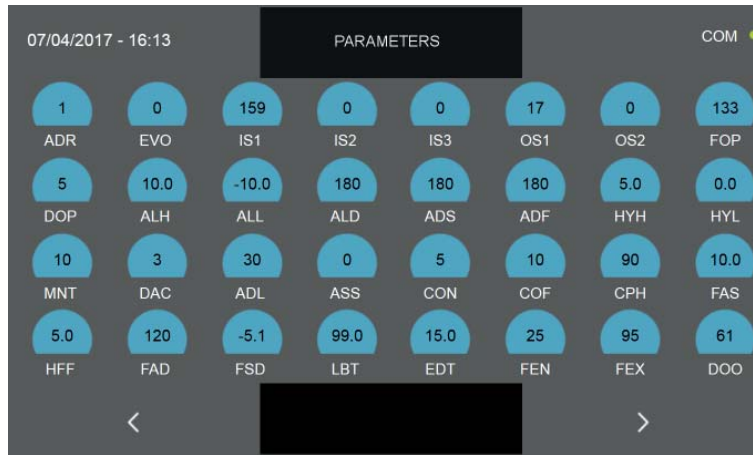 07/04/2017 - 16:13 PARAMETERS COM
1 0 159 0 0 17 0 133
ADR EVO IS1 IS2 IS3 OS1 OS2 FOP
5 10.0 -10.0 180 180 180 5.0 0.0
DOP ALH ALL ALD ADS ADF HYH HYL
10 3 30 0 5 10 90 10.0
MNT DAC ADL ASS CON COF CPH FAS
5.0 120 -5.1 99.0 15.0 25 95 61
HFF FAD FSD LBT EDT FEN FEX DOO